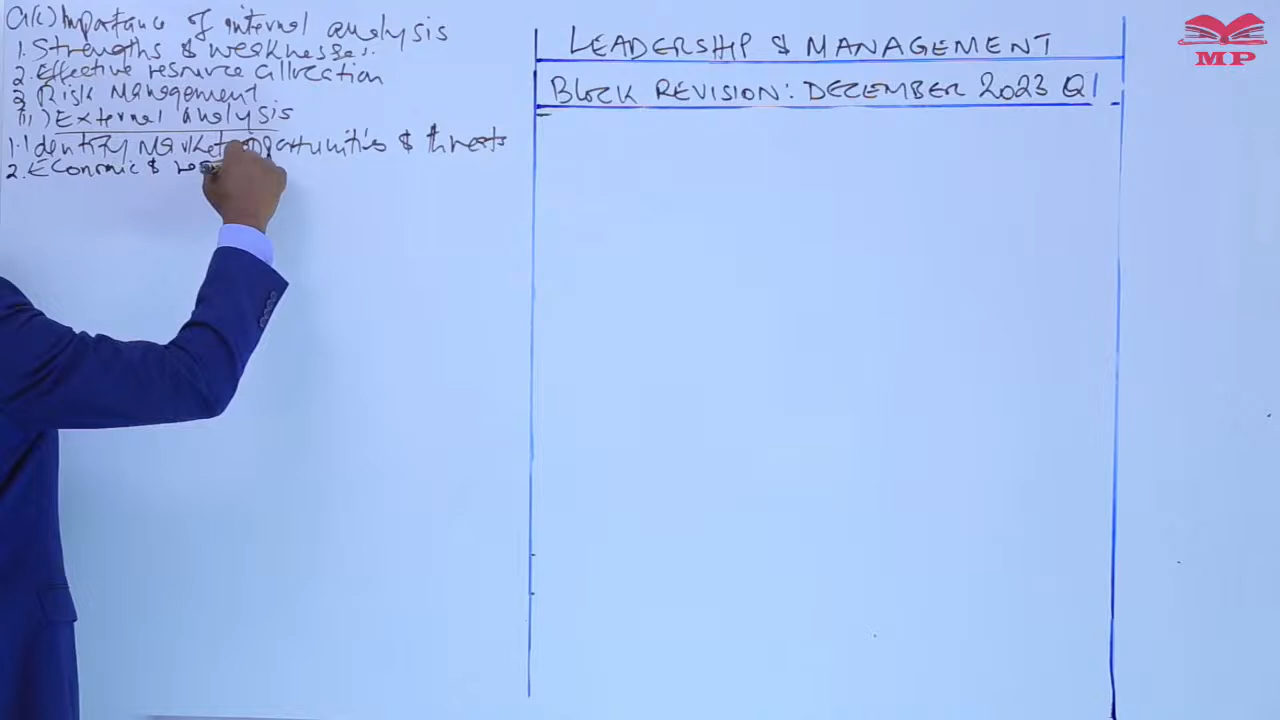 Q1(c) Importance of internal analysis
1. Strengths & weaknesses.
2. Effective resource allocation
3 Risk Management
(ii) External analysis
1. Identify Market opportunities & threats
2. Economic &
LEADERSHIP & MANAGEMENT
BLOCK REVISION: DECEMBER 2023 Q1
MP